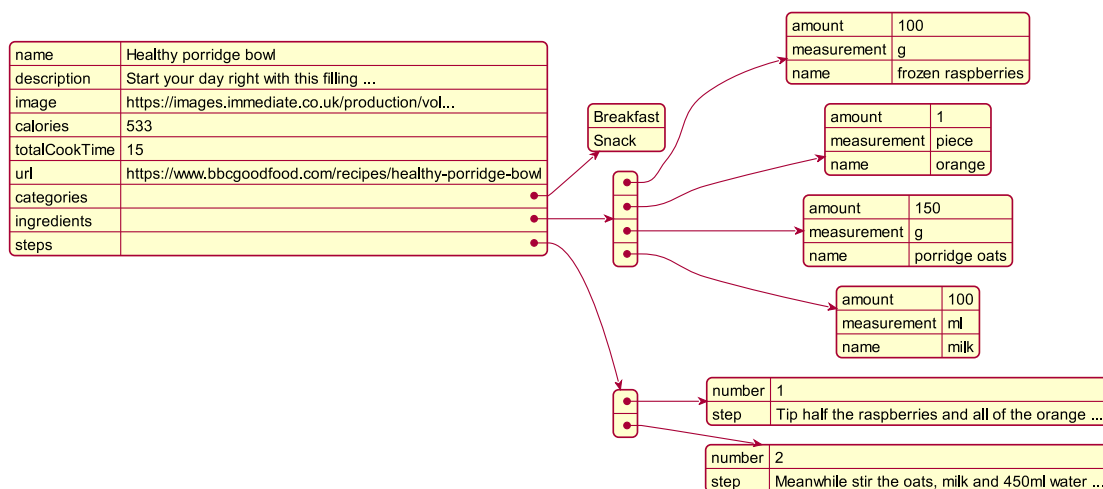 name Healthy porridge bowl
description Start your day right with this filling ...
image https://images.immediate.co.uk/production/vol...
calories 533
totalCookTime 15
url https://www.bbcgoodfood.com/recipes/healthy-porridge-bowl
categories
ingredients
steps
Breakfast
Snack
amount 100
measurement g
name frozen raspberries
amount 1
measurement piece
name orange
amount 150
measurement g
name porridge oats
amount 100
measurement ml
name milk
number 1
step Tip half the raspberries and all of the orange ...
number 2
step Meanwhile stir the oats, milk and 450ml water ...